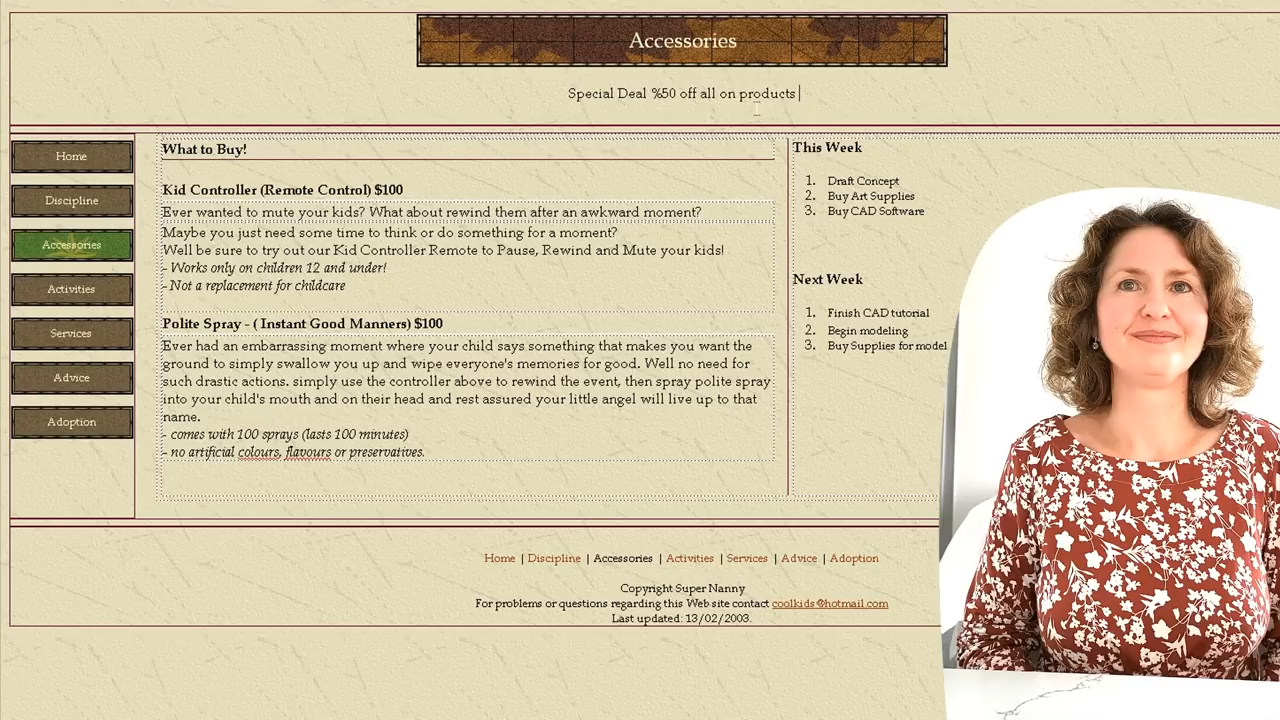 Accessories
Special Deal %50 off all on products
Home
Discipline
Accessories
Activities
Services
Advice
Adoption
What to Buy!
Kid Controller (Remote Control) $100
Ever wanted to mute your kids? What about rewind them after an awkward moment?
Maybe you just need some time to think or do something for a moment?
Well be sure to try out our Kid Controller Remote to Pause, Rewind and Mute your kids!
- Works only on children 12 and under!
- Not a replacement for childcare
Polite Spray - ( Instant Good Manners) $100
Ever had an embarrassing moment where your child says something that makes you want the
ground to simply swallow you up and wipe everyone's memories for good. Well no need for
such drastic actions. simply use the controller above to rewind the event, then spray polite spray
into your child's mouth and on their head and rest assured your little angel will live up to that
name.
- comes with 100 sprays (lasts 100 minutes)
- no artificial colours, flavours or preservatives.
This Week
1. Draft Concept
2. Buy Art Supplies
3. Buy CAD Software
Next Week
1. Finish CAD tutorial
2. Begin modeling
3. Buy Supplies for model
Home | Discipline | Accessories | Activities | Services | Advice | Adoption
Copyright Super Nanny
For problems or questions regarding this Web site contact coolkids@hotmail.com
Last updated: 13/02/2003.